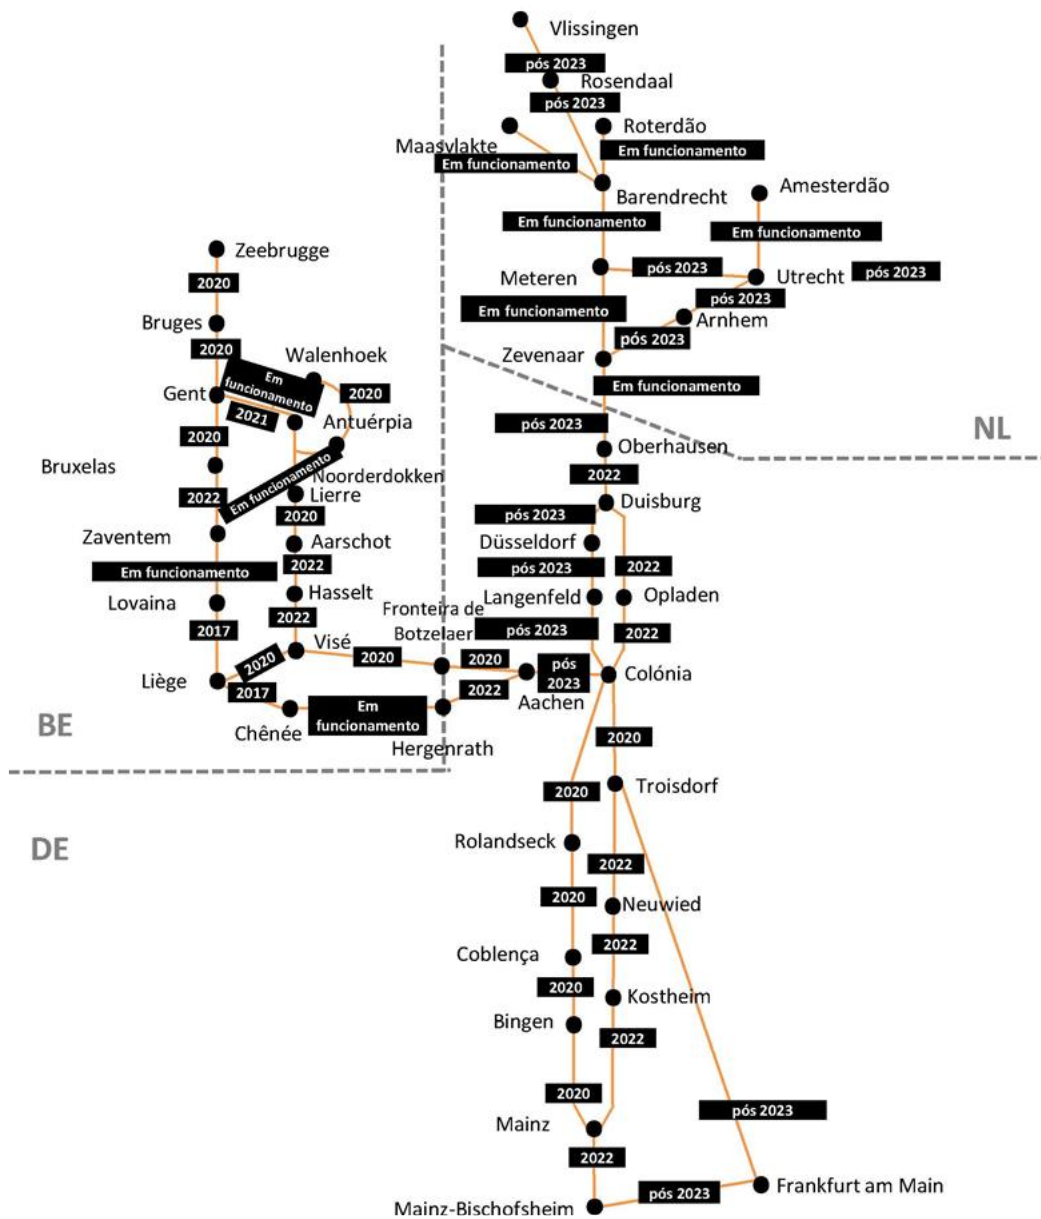 Vlissingen
pós 2023
Rosendaal
pós 2023
Roterdão
Maasvlakte
Em funcionamento
Em funcionamento
Barendrecht
Amesterdão
Em funcionamento
Em funcionamento
Zeebrugge
2020
Meteren
pós 2023
Utrecht
pós 2023
pós 2023
Em funcionamento
Arnhem
pós 2023
Bruges
2020
Walenhoek
Zevenaar
Em funcionamento
Em
funcionamento
2020
Gent
2021
Antuérpia
pós 2023
NL
2020
Oberhausen
Bruxelas
Em funcionamento
Noorderdokken
2022
2022
Lierre
Duisburg
2020
pós 2023
Zaventem
Aarschot
Düsseldorf
Em funcionamento
2022
pós 2023
2022
Lovaina
Hasselt
Fronteira de
Botzelaer
Langenfeld
Opladen
2017
2022
pós 2023
2022
Visé
2020
2020
2020
pós
2023
Colónia
Liège
2017
2022
Aachen
Chênée
Em
funcionamento
Hergenrath
BE
2020
Troisdorf
2020
DE
Rolandseck
2022
2020
Neuwied
2022
Coblença
2020
Kostheim
Bingen
2022
2020
pós 2023
Mainz
2022
pós 2023
Frankfurt am Main
Mainz-Bischofsheim